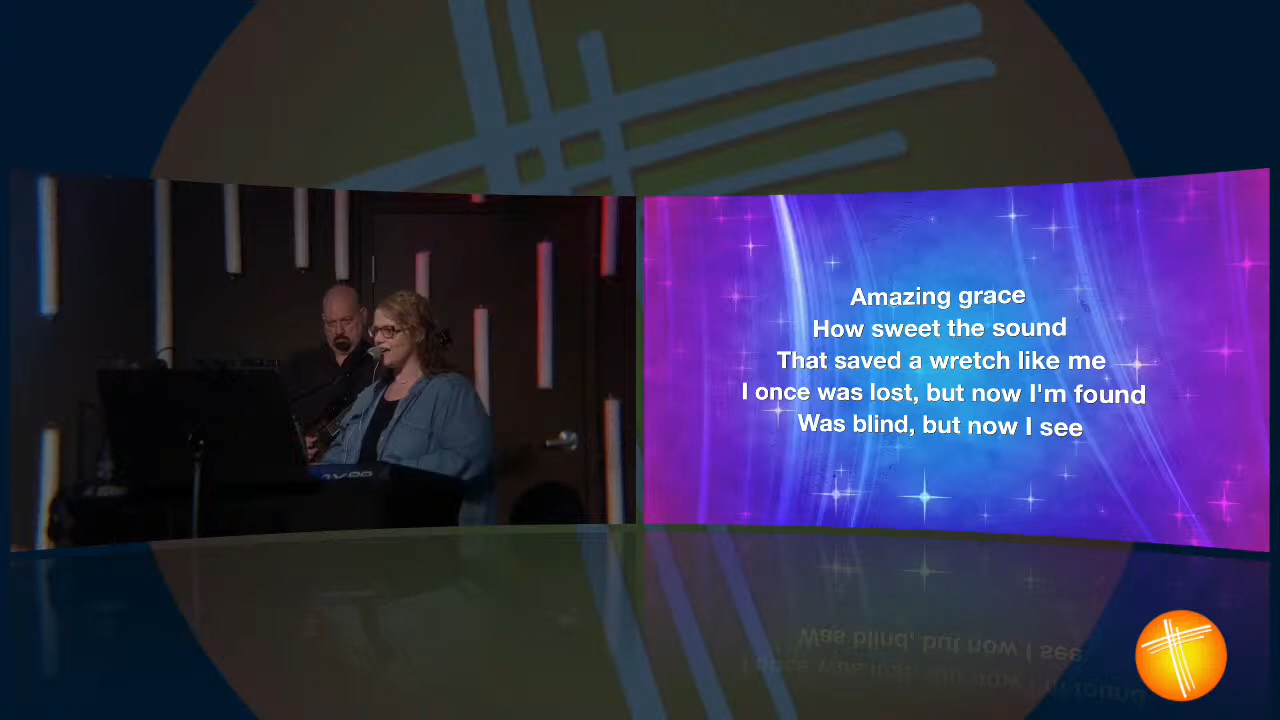 Amazing grace
How sweet the sound
That saved a wretch like me
I once was lost, but now I'm found
Was blind, but now I see